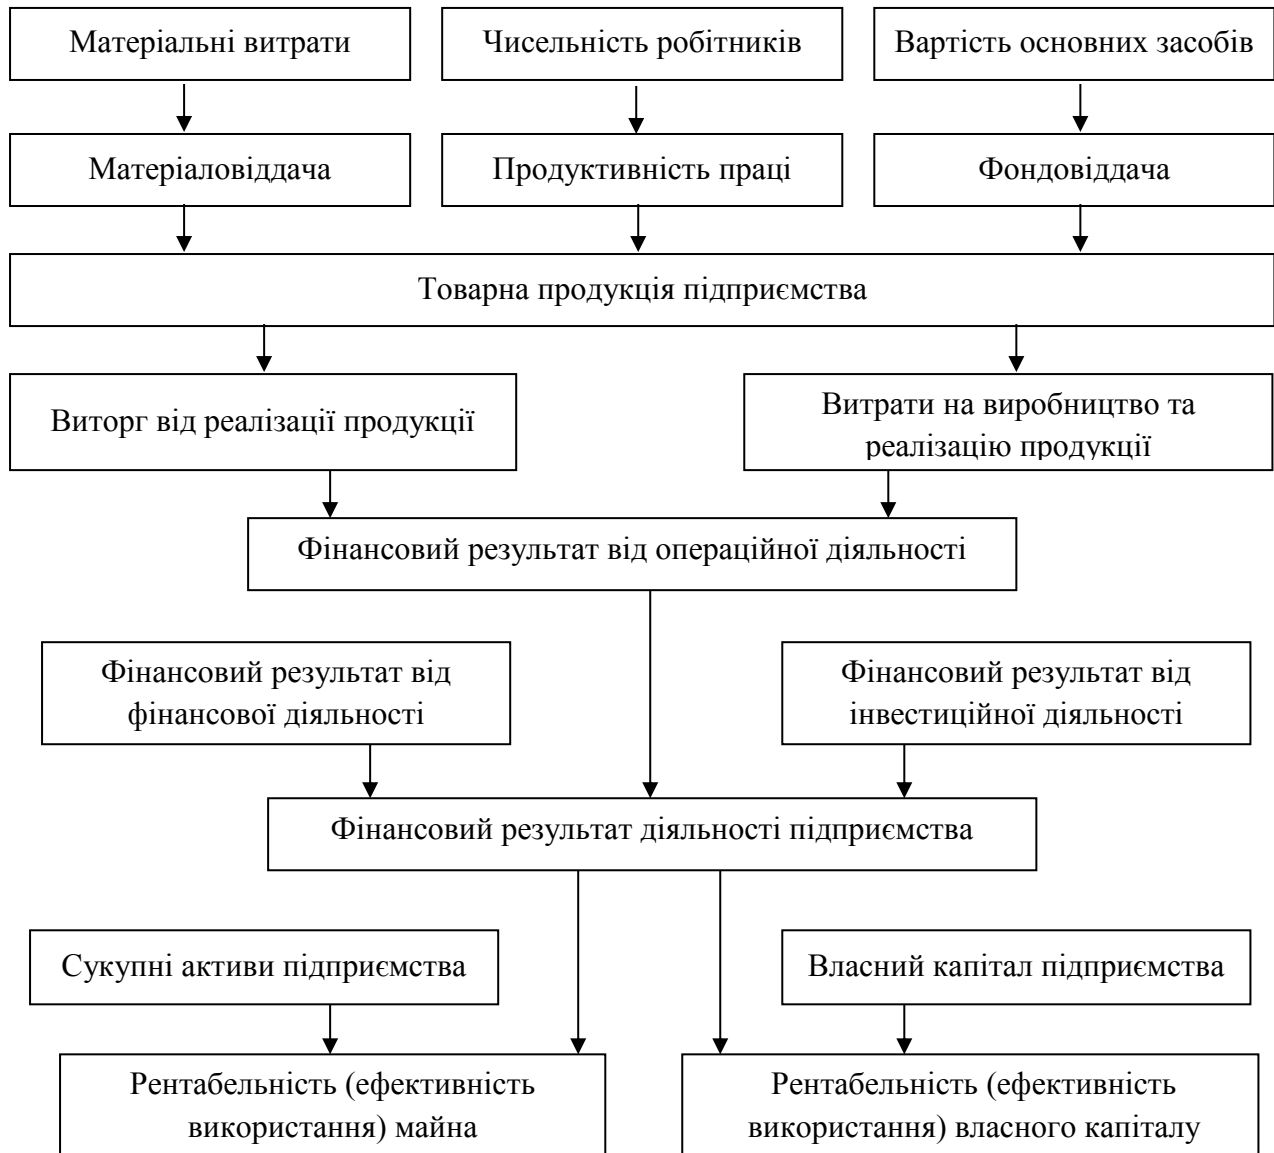 Матеріальні витрати
Чисельність робітників
Вартість основних засобів
Матеріаловіддача
Продуктивність праці
Фондовіддача
Товарна продукція підприємства
Виторг від реалізації продукції
Витрати на виробництво та
реалізацію продукції
Фінансовий результат від операційної діяльності
Фінансовий результат від
фінансової діяльності
Фінансовий результат від
інвестиційної діяльності
Фінансовий результат діяльності підприємства
Сукупні активи підприємства
Власний капітал підприємства
Рентабельність (ефективність
використання) майна
Рентабельність (ефективність
використання) власного капіталу